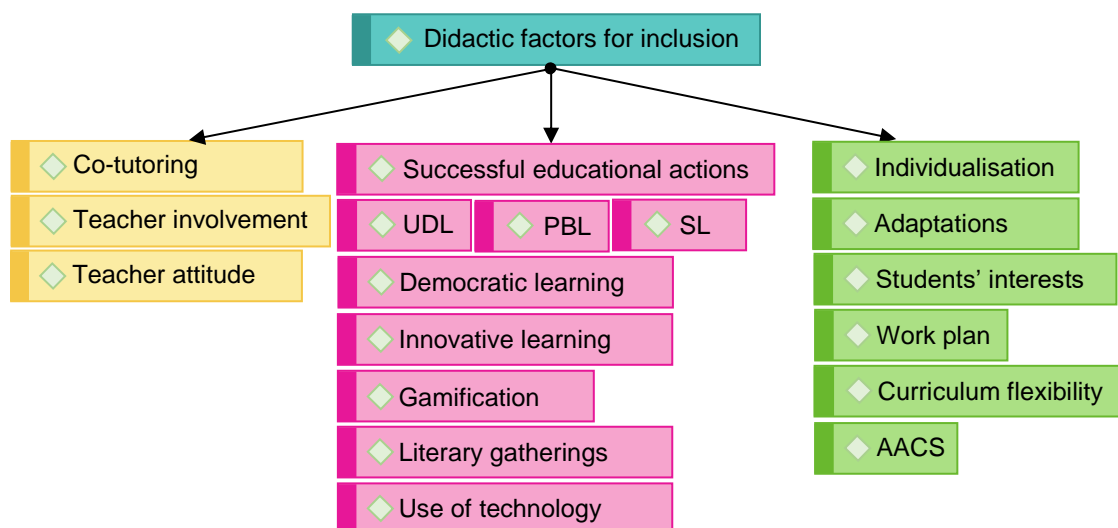 Didactic factors for inclusion
Co-tutoring
Teacher involvement
Teacher attitude
Successful educational actions
UDL PBL SL
Democratic learning
Innovative learning
Gamification
Literary gatherings
Use of technology
Individualisation
Adaptations
Students’ interests
Work plan
Curriculum flexibility
AACS